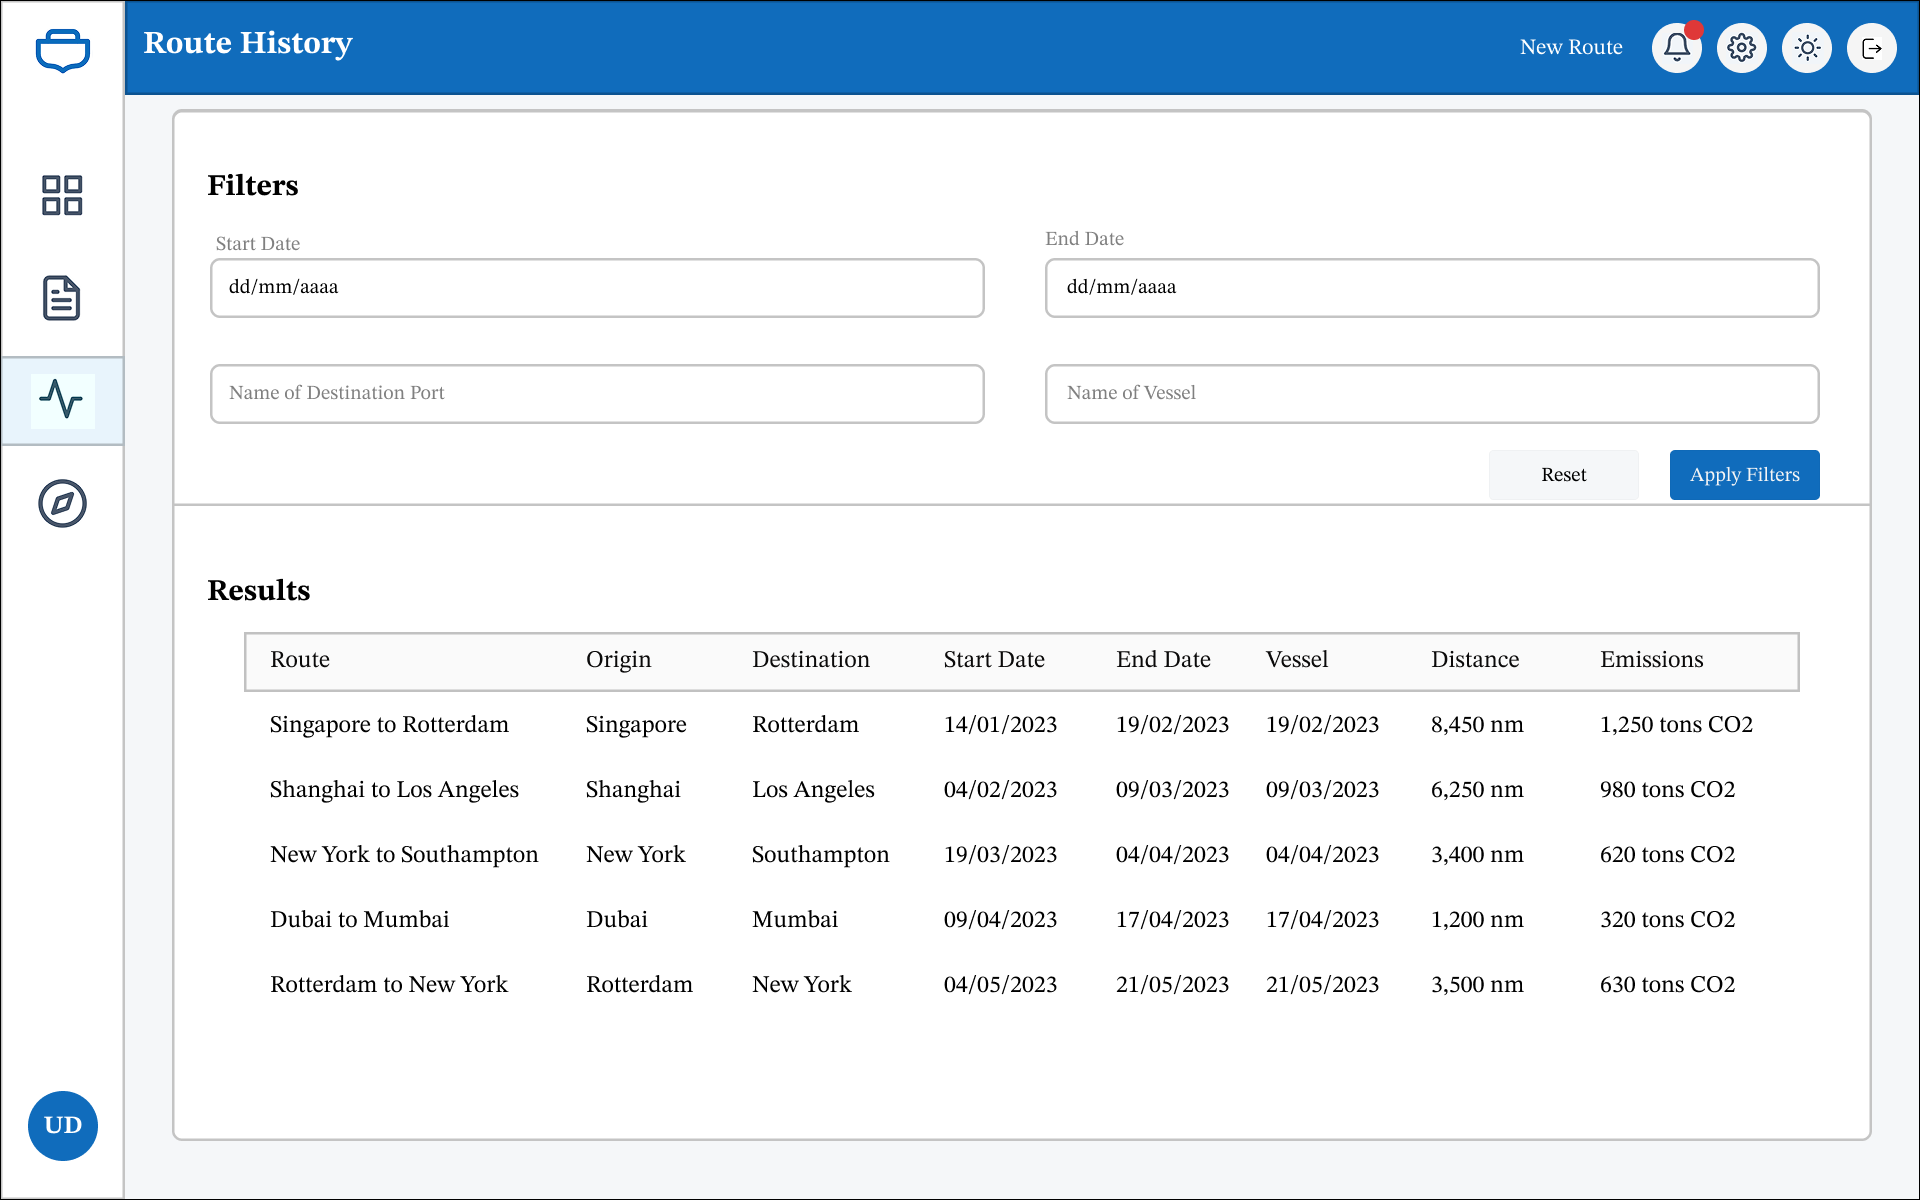 Route History
New Route
Filters
Start Date
End Date
dd/mm/aaaa
dd/mm/aaaa
Name of Destination Port
Name of Vessel
Reset
Apply Filters
Results
Route Origin Destination Start Date End Date Vessel Distance Emissions
Singapore to Rotterdam Singapore Rotterdam 14/01/2023 19/02/2023 19/02/2023 8,450 nm 1,250 tons CO2
Shanghai to Los Angeles Shanghai Los Angeles 04/02/2023 09/03/2023 09/03/2023 6,250 nm 980 tons CO2
New York to Southampton New York Southampton 19/03/2023 04/04/2023 04/04/2023 3,400 nm 620 tons CO2
Dubai to Mumbai Dubai Mumbai 09/04/2023 17/04/2023 17/04/2023 1,200 nm 320 tons CO2
Rotterdam to New York Rotterdam New York 04/05/2023 21/05/2023 21/05/2023 3,500 nm 630 tons CO2
UD